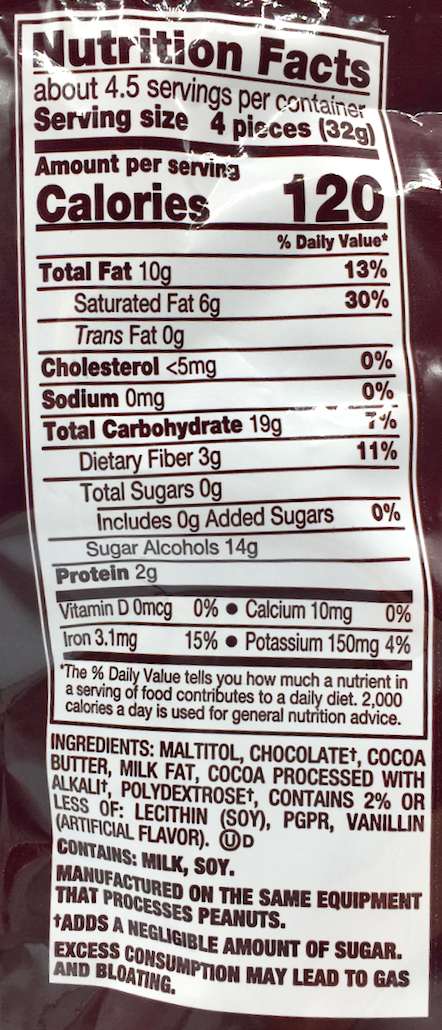 Nutrition Facts
about 4.5 servings per container
Serving size 4 pieces (32g)
Amount per serving
Calories 120
% Daily Value*
Total Fat 10g 13%
Saturated Fat 6g 30%
Trans Fat 0g
Cholesterol <5mg 0%
Sodium 0mg 0%
Total Carbohydrate 19g 7%
Dietary Fiber 3g 11%
Total Sugars 0g
Includes 0g Added Sugars 0%
Sugar Alcohols 14g
Protein 2g
Vitamin D 0mcg 0% ● Calcium 10mg 0%
Iron 3.1mg 15% ● Potassium 150mg 4%
*The % Daily Value tells you how much a nutrient in
a serving of food contributes to a daily diet. 2,000
calories a day is used for general nutrition advice.
INGREDIENTS: MALTITOL, CHOCOLATE†, COCOA
BUTTER, MILK FAT, COCOA PROCESSED WITH
ALKALI†, POLYDEXTROSE†, CONTAINS 2% OR
LESS OF: LECITHIN (SOY), PGPR, VANILLIN
(ARTIFICIAL FLAVOR). ⓊD
CONTAINS: MILK, SOY.
MANUFACTURED ON THE SAME EQUIPMENT
THAT PROCESSES PEANUTS.
†ADDS A NEGLIGIBLE AMOUNT OF SUGAR.
EXCESS CONSUMPTION MAY LEAD TO GAS
AND BLOATING.